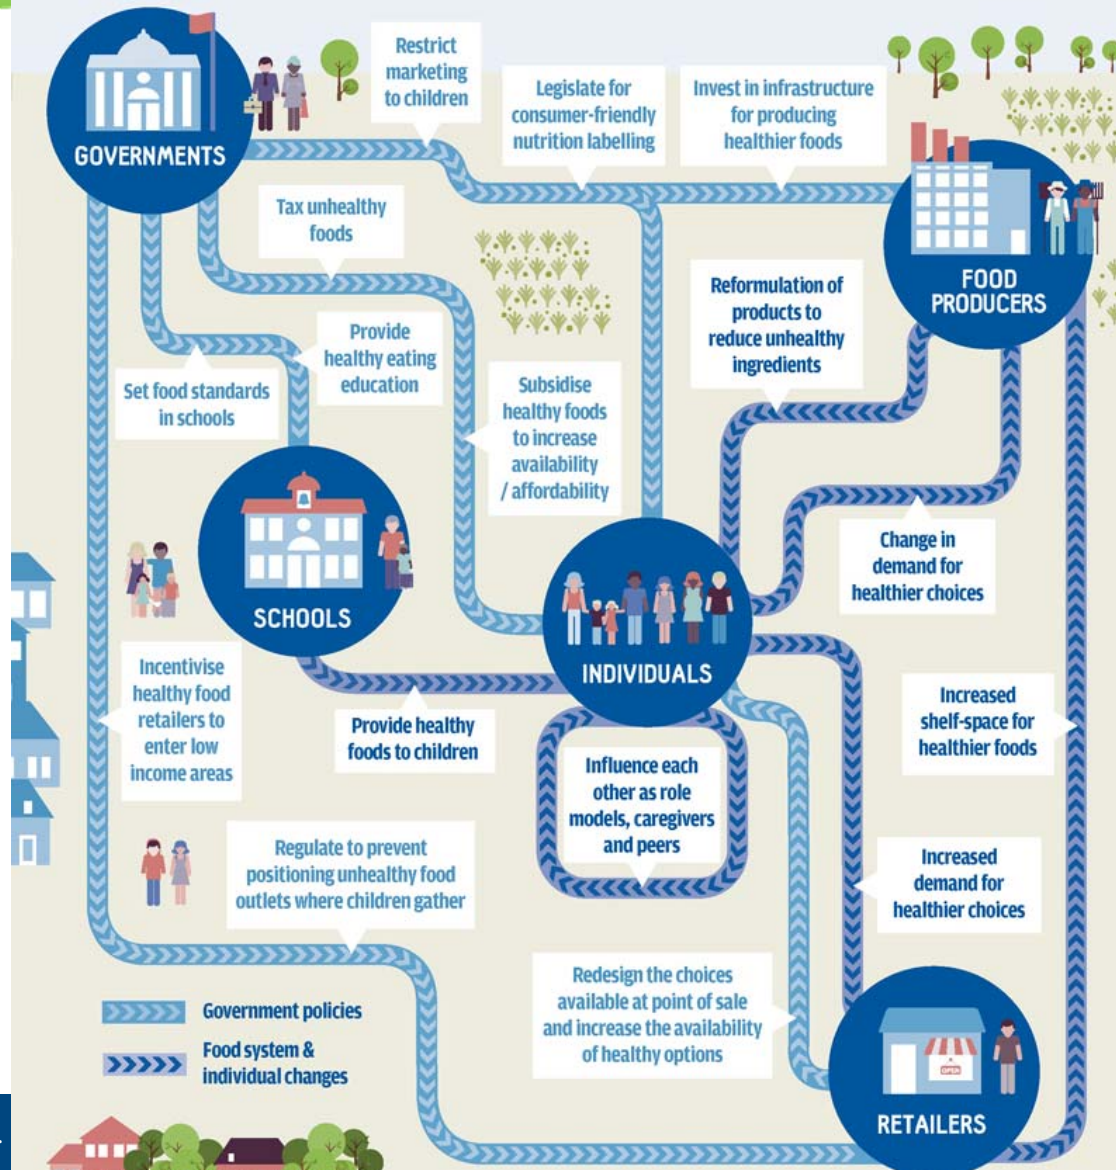 GOVERNMENTS
Restrict
marketing
to children
Legislate for
consumer-friendly
nutrition labelling
Invest in infrastructure
for producing
healthier foods
FOOD
PRODUCERS
Tax unhealthy
foods
Set food standards
in schools
Provide
healthy eating
education
Subsidise
healthy foods
to increase
availability
/ affordability
Reformulation of
products to
reduce unhealthy
ingredients
Change in
demand for
healthier choices
SCHOOLS
INDIVIDUALS
Incentivise
healthy food
retailers to
enter low
income areas
Provide healthy
foods to children
Influence each
other as role
models, caregivers
and peers
Increased
shelf-space for
healthier foods
Increased
demand for
healthier choices
Regulate to prevent
positioning unhealthy food
outlets where children gather
Redesign the choices
available at point of sale
and increase the availability
of healthy options
Government policies
Food system &
individual changes
OPEN
RETAILERS